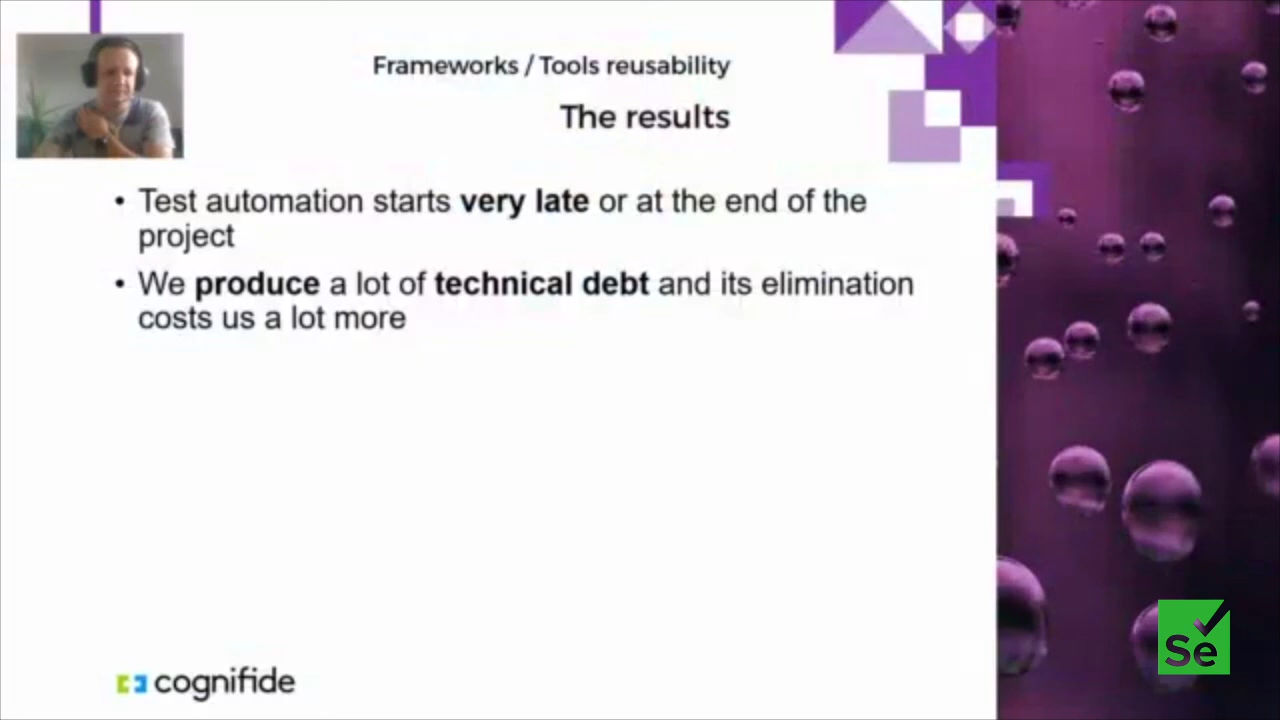 Frameworks / Tools reusability
The results
• Test automation starts very late or at the end of the
project
• We produce a lot of technical debt and its elimination
costs us a lot more
cognifide
Se